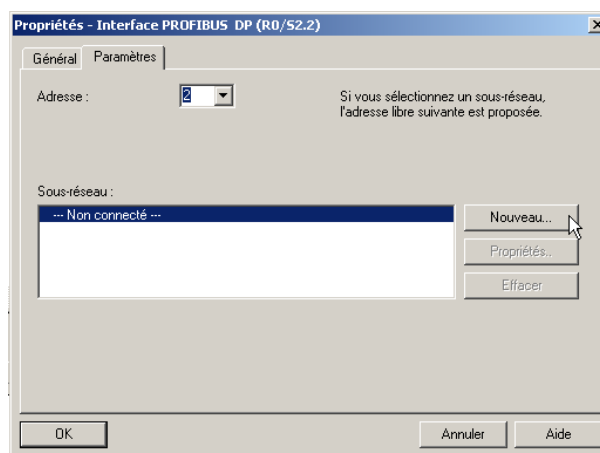 Propriétés - Interface PROFIBUS DP (R0/S2.2)
Général Paramètres
Adresse :
2
Si vous sélectionnez un sous-réseau,
l'adresse libre suivante est proposée.
Sous-réseau :
--- Non connecté ---
Nouveau...
Propriétés..
Effacer
OK
Annuler
Aide